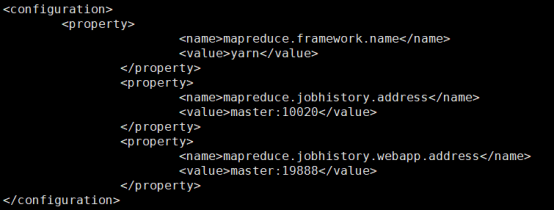 <configuration>
        <property>
                        <name>mapreduce.framework.name</name>
                        <value>yarn</value>
                </property>
                <property>
                        <name>mapreduce.jobhistory.address</name>
                        <value>master:10020</value>
                </property>
                <property>
                        <name>mapreduce.jobhistory.webapp.address</name>
                        <value>master:19888</value>
                </property>
</configuration>